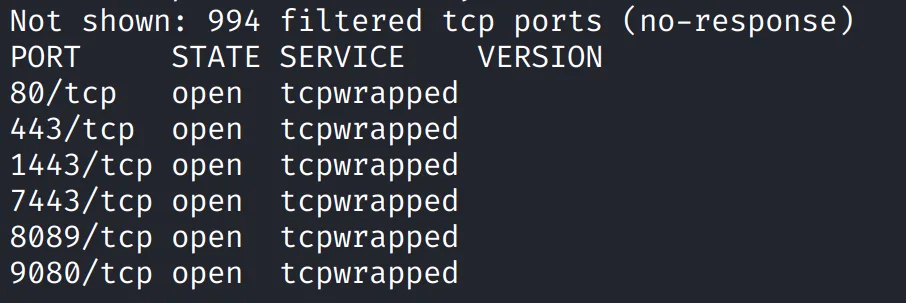 Not shown: 994 filtered tcp ports (no-response)
PORT     STATE SERVICE    VERSION
80/tcp   open  tcpwrapped
443/tcp  open  tcpwrapped
1443/tcp open  tcpwrapped
7443/tcp open  tcpwrapped
8089/tcp open  tcpwrapped
9080/tcp open  tcpwrapped